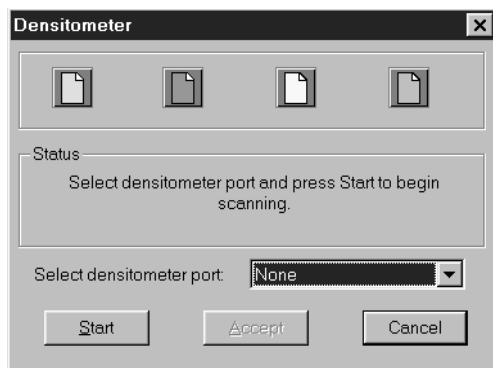 Densitometer
Status
Select densitometer port and press Start to begin
scanning.
Select densitometer port: None
Start Accept Cancel